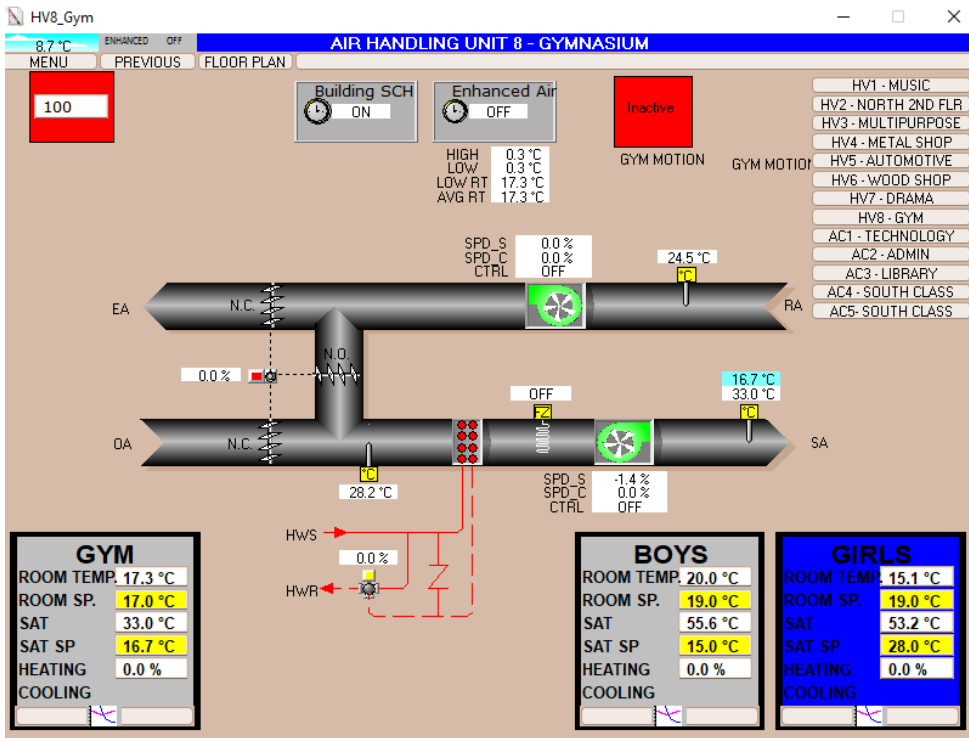 HV8_Gym
8.7 °C ENHANCED OFF AIR HANDLING UNIT 8 - GYMNASIUM
MENU PREVIOUS FLOOR PLAN
100
Building SCH
ON
Enhanced Air
OFF
Inactive
GYM MOTION
GYM MOTION
HIGH 0.3 °C
LOW 0.3 °C
LOW RT 17.3 °C
AVG RT 17.3 °C
HV1 - MUSIC
HV2 - NORTH 2ND FLR
HV3 - MULTIPURPOSE
HV4 - METAL SHOP
HV5 - AUTOMOTIVE
HV6 - WOOD SHOP
HV7 - DRAMA
HV8 - GYM
AC1 - TECHNOLOGY
AC2 - ADMIN
AC3 - LIBRARY
AC4 - SOUTH CLASS
AC5- SOUTH CLASS
SPD_S 0.0 %
SPD_C 0.0 %
CTRL OFF
24.5 °C
°C
EA N.C. RA
N.O.
0.0 %
OFF
FZ
16.7 °C
33.0 °C
°C
OA N.C. SA
°C
28.2 °C
SPD_S -1.4 %
SPD_C 0.0 %
CTRL OFF
HWS
0.0 %
HWR
GYM
ROOM TEMP. 17.3 °C
ROOM SP. 17.0 °C
SAT 33.0 °C
SAT SP 16.7 °C
HEATING 0.0 %
COOLING
BOYS
ROOM TEMP. 20.0 °C
ROOM SP. 19.0 °C
SAT 55.6 °C
SAT SP 15.0 °C
HEATING 0.0 %
COOLING
GIRLS
ROOM TEMP. 15.1 °C
ROOM SP. 19.0 °C
SAT 53.2 °C
SAT SP 28.0 °C
HEATING 0.0 %
COOLING